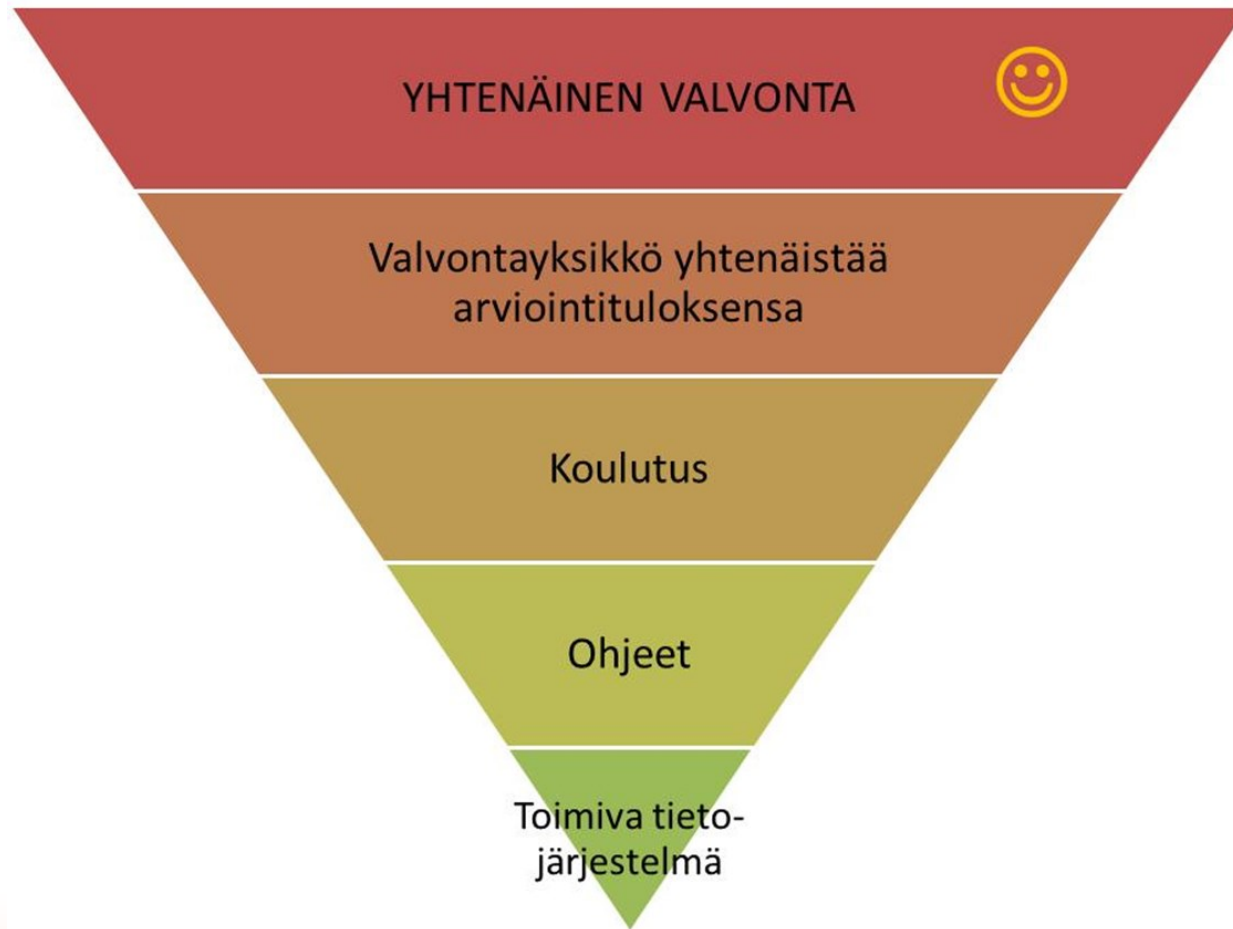 YHTENÄINEN VALVONTA
Valvontayksikkö yhtenäistää
arviointituloksensa
Koulutus
Ohjeet
Toimiva tieto-
järjestelmä